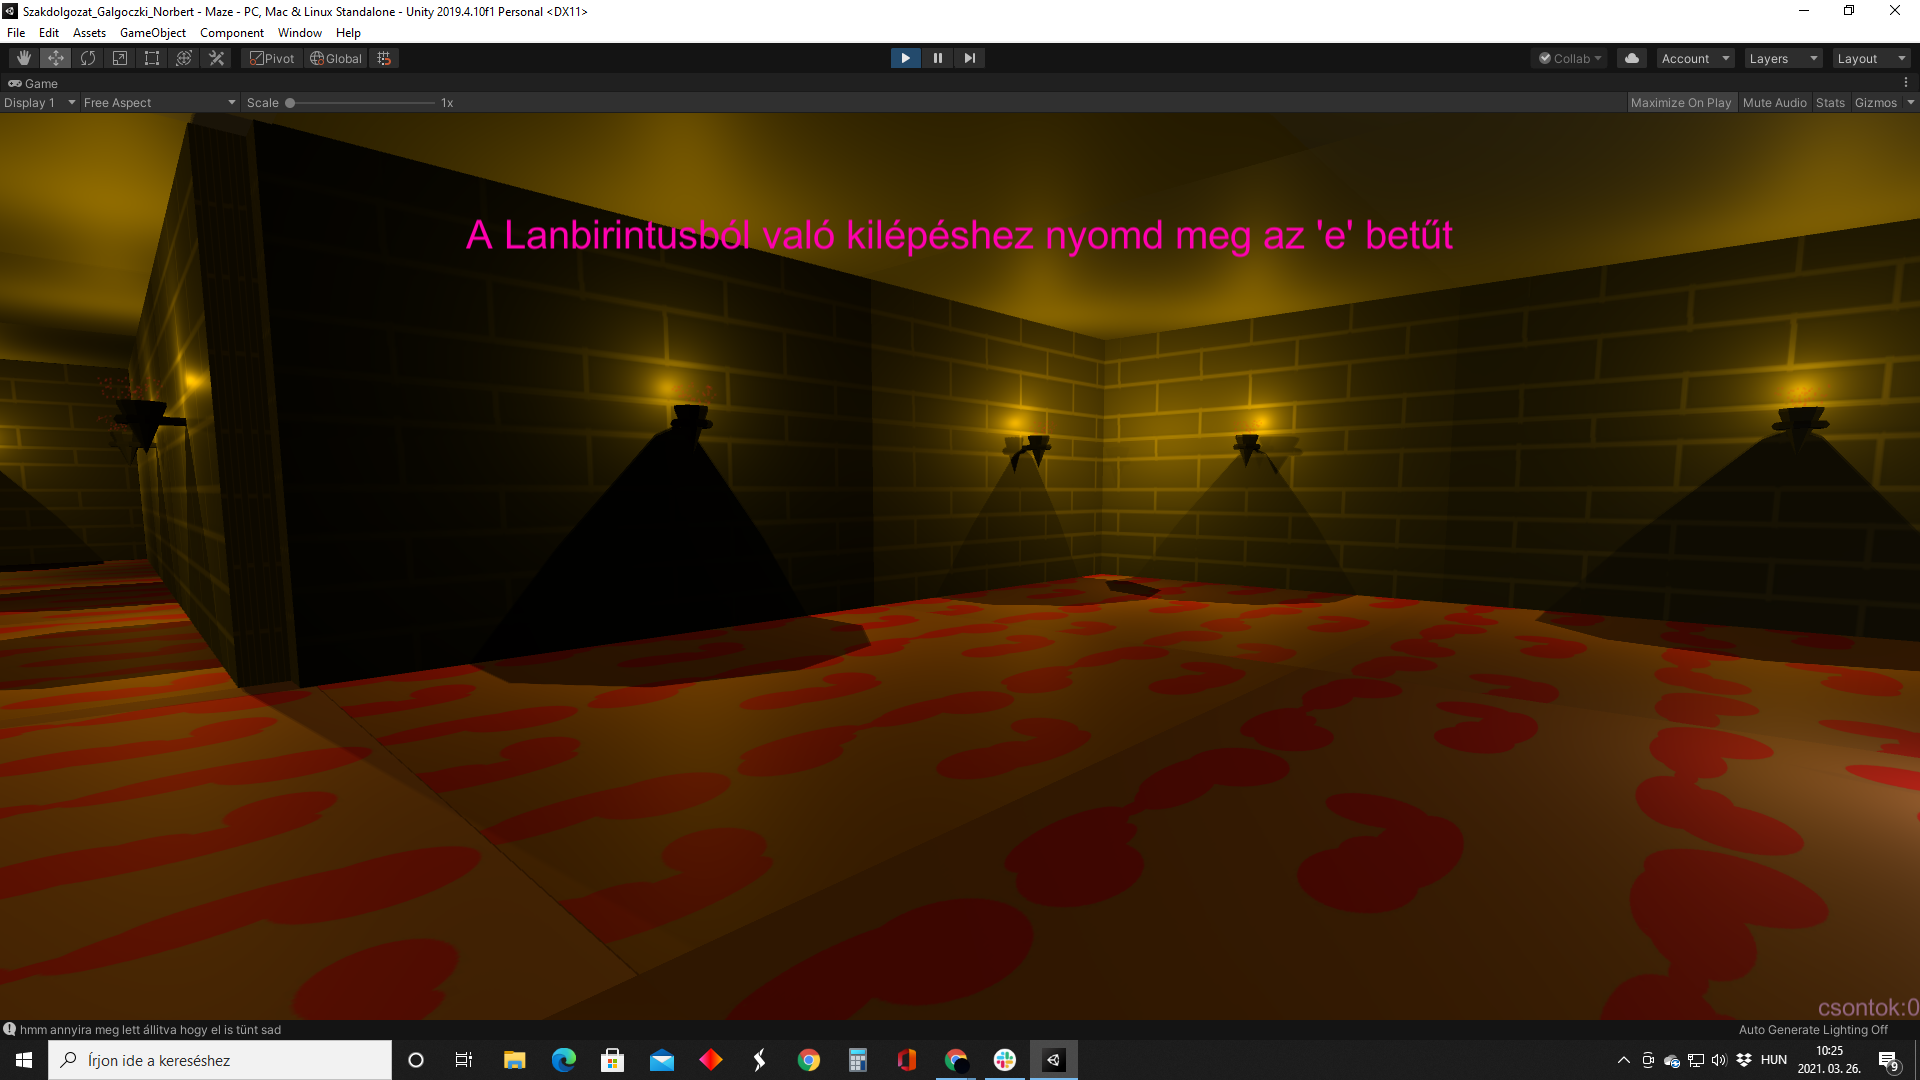 Szakdolgozat_Galgoczki_Norbert - Maze - PC, Mac & Linux Standalone - Unity 2019.4.10f1 Personal <DX11>
File Edit Assets GameObject Component Window Help
Pivot Global Collab Account Layers Layout
Game
Display 1 Free Aspect Scale 1x Maximize On Play Mute Audio Stats Gizmos
A Lanbirintusból való kilépéshez nyomd meg az 'e' betűt
csontok:0
hmm annyira meg lett állitva hogy el is tünt sad Auto Generate Lighting Off
Írjon ide a kereséshez HUN 10:25
2021. 03. 26. 9